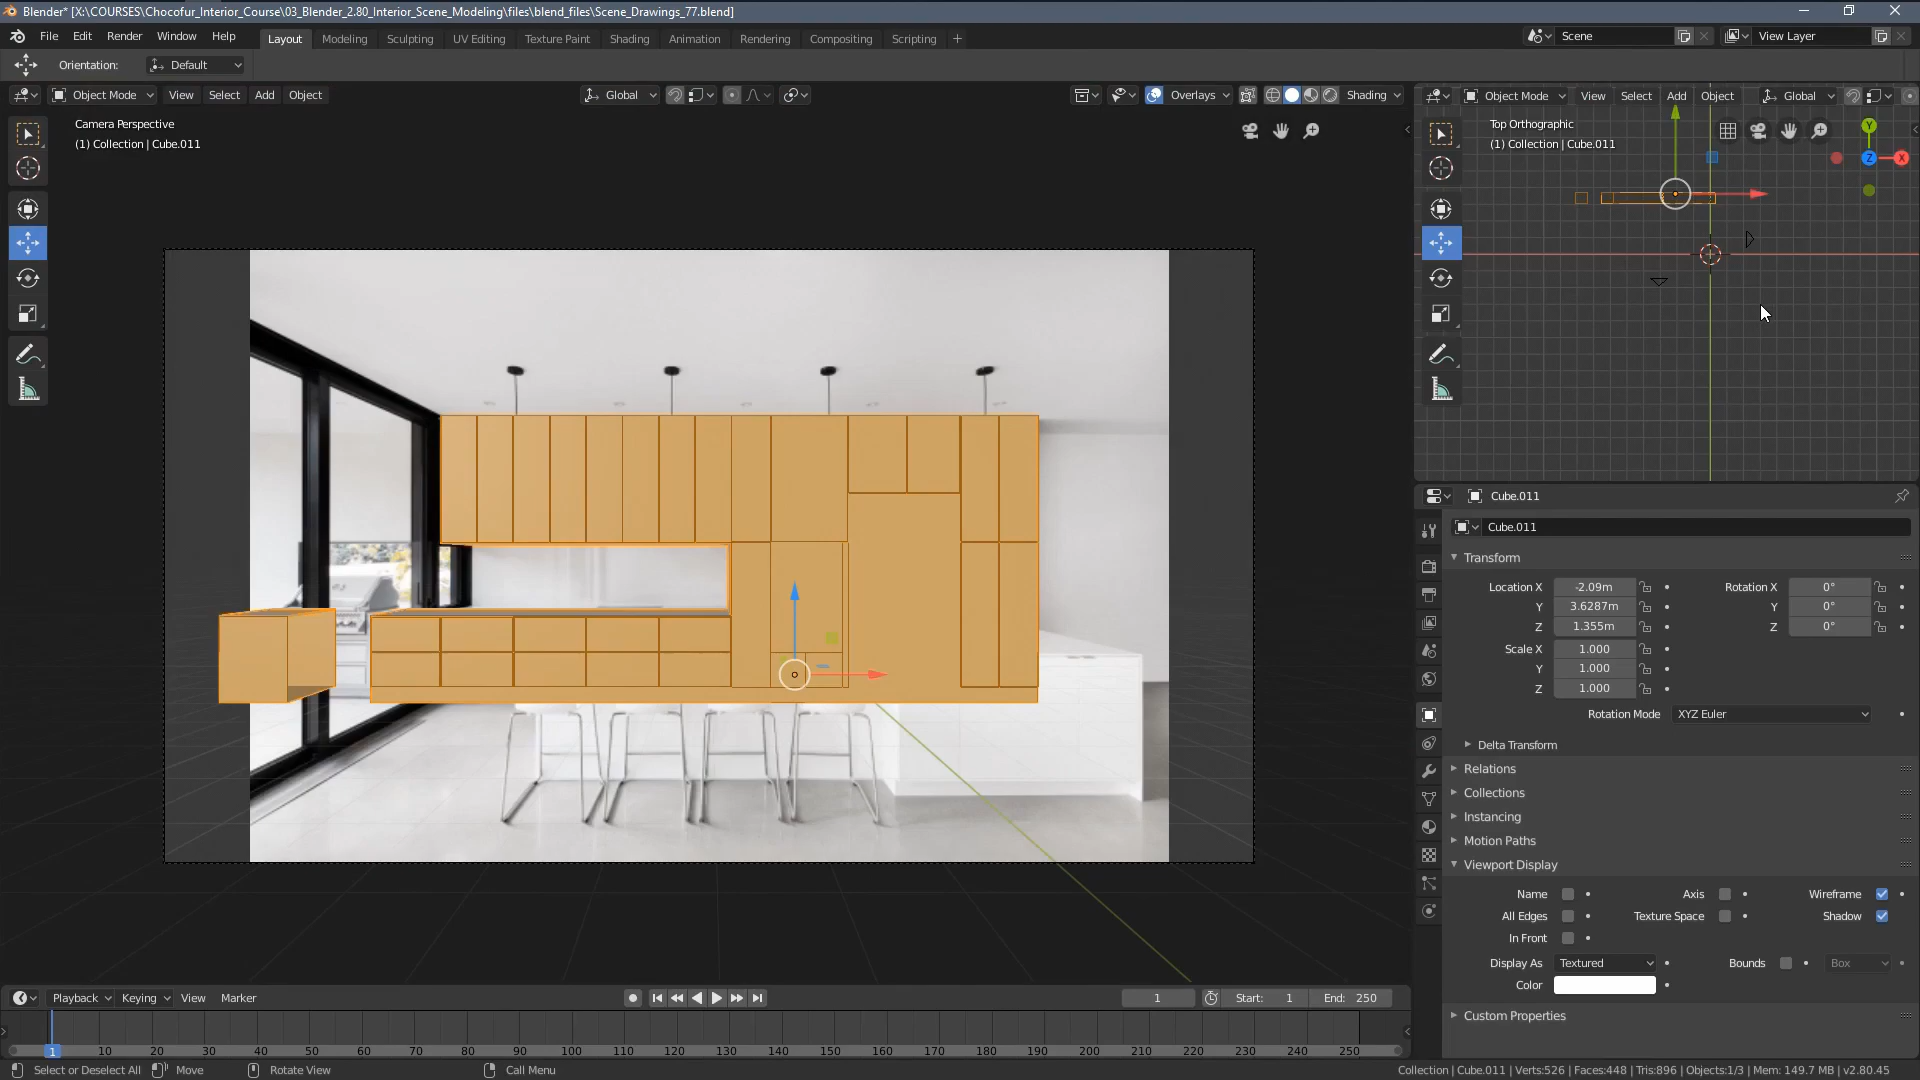 Blender* [X:\COURSES\Chocofur_Interior_Course\03_Blender_2.80_Interior_Scene_Modeling\files\blend_files\Scene_Drawings_77.blend]
File Edit Render Window Help
Layout Modeling Sculpting UV Editing Texture Paint Shading Animation Rendering Compositing Scripting +
Scene
View Layer
Orientation: Default
Object Mode View Select Add Object
Global
Overlays
Shading
Object Mode View Select Add Object Global
Camera Perspective
(1) Collection | Cube.011
Top Orthographic
(1) Collection | Cube.011
Y
Z
X
Cube.011
Cube.011
Transform
Location X -2.09m Rotation X 0°
Y 3.6287m Y 0°
Z 1.355m Z 0°
Scale X 1.000
Y 1.000
Z 1.000
Rotation Mode XYZ Euler
Delta Transform
Relations
Collections
Instancing
Motion Paths
Viewport Display
Name Axis Wireframe
All Edges Texture Space Shadow
In Front
Display As Textured Bounds Box
Color
Custom Properties
Playback Keying View Marker
1 Start: 1 End: 250
1 10 20 30 40 50 60 70 80 90 100 110 120 130 140 150 160 170 180 190 200 210 220 230 240 250
Select or Deselect All Move Rotate View Call Menu
Collection | Cube.011 | Verts:526 | Faces:448 | Tris:896 | Objects:1/3 | Mem: 149.7 MB | v2.80.45